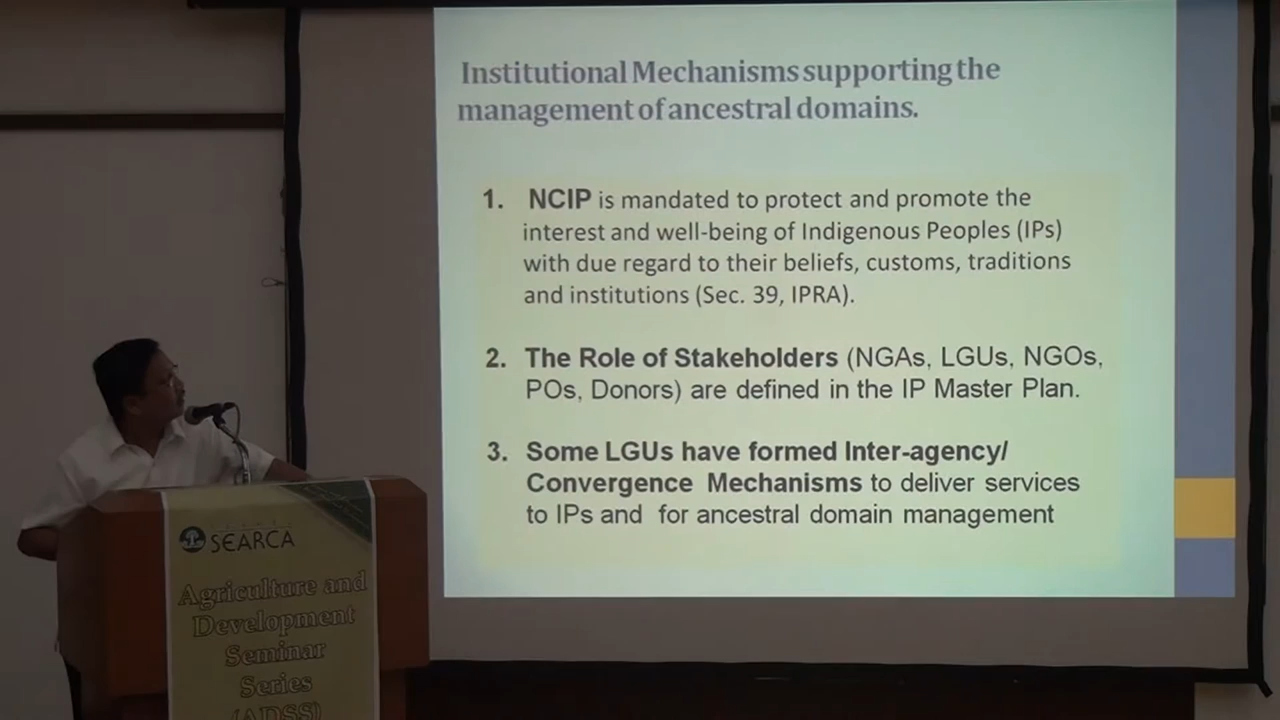 Institutional Mechanisms supporting the
management of ancestral domains.
1. NCIP is mandated to protect and promote the
interest and well-being of Indigenous Peoples (IPs)
with due regard to their beliefs, customs, traditions
and institutions (Sec. 39, IPRA).
2. The Role of Stakeholders (NGAs, LGUs, NGOs,
POs, Donors) are defined in the IP Master Plan.
3. Some LGUs have formed Inter-agency/
Convergence Mechanisms to deliver services
to IPs and for ancestral domain management
SEARCA
Agriculture and
Development
Seminar
Series
(ADSS)